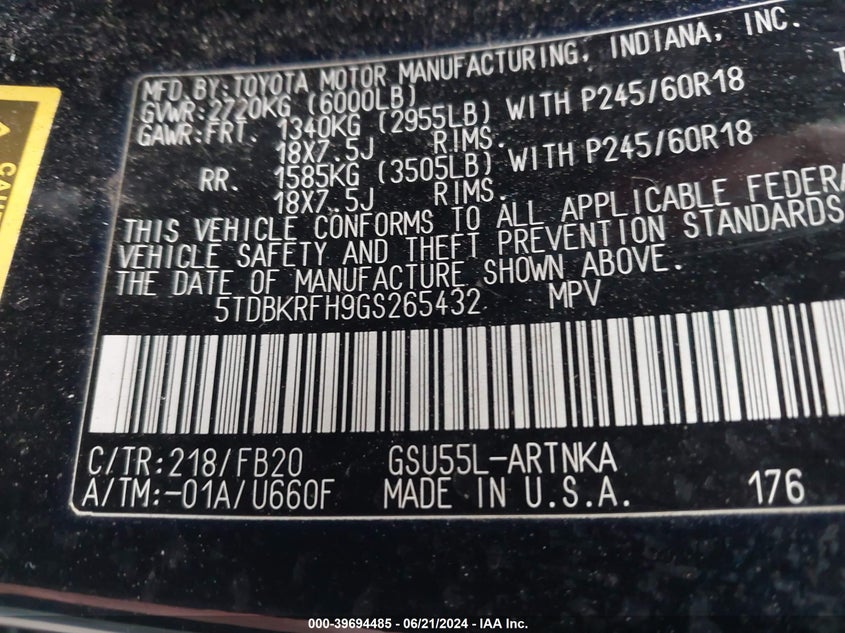 MFD. BY: TOYOTA MOTOR MANUFACTURING, INDIANA, INC.
GVWR: 2720KG (6000LB)
GAWR: FRT. 1340KG (2955LB) WITH P245/60R18
18X7.5J RIMS.
RR. 1585KG (3505LB) WITH P245/60R18
18X7.5J RIMS.
THIS VEHICLE CONFORMS TO ALL APPLICABLE FEDERA
VEHICLE SAFETY AND THEFT PREVENTION STANDARDS
THE DATE OF MANUFACTURE SHOWN ABOVE.
5TDBKRFH9GS265432 MPV
C/TR: 218/FB20 GSU55L-ARTNKA
A/TM: -01A/U660F MADE IN U.S.A. 176
000-39694485 - 06/21/2024 - IAA Inc.